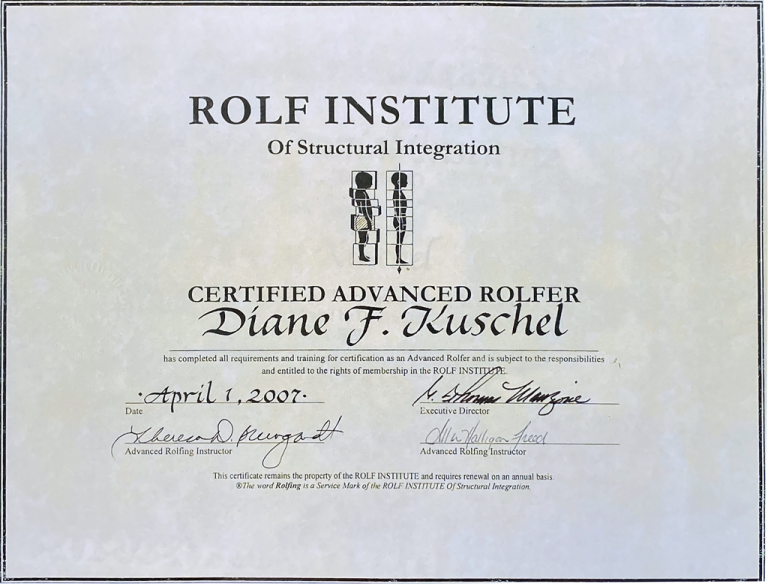 ROLF INSTITUTE
Of Structural Integration
CERTIFIED ADVANCED ROLFER
Diane F. Kuschel
has completed all requirements and training for certification as an Advanced Rolfer and is subject to the responsibilities
and entitled to the rights of membership in the ROLF INSTITUTE.
·April 1, 2007·
Date
Executive Director
Theresa D.
Advanced Rolfing Instructor
Advanced Rolfing Instructor
This certificate remains the property of the ROLF INSTITUTE and requires renewal on an annual basis.
®The word Rolfing is a Service Mark of the ROLF INSTITUTE Of Structural Integration.